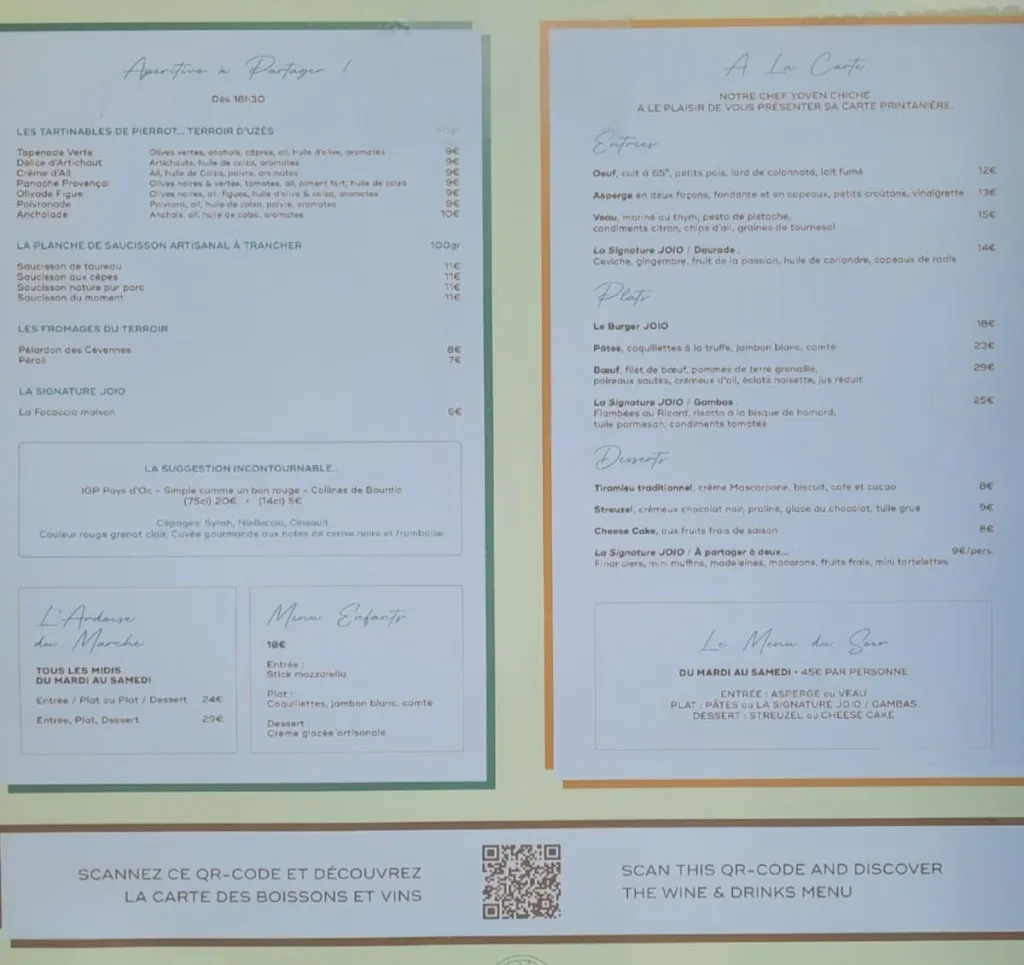 Apéritivo à Partager !
Dès 18h30
LES TARTINABLES DE PIERROT... TERROIR D'UZÈS 90gr
Tapenade Verte Olives vertes, anchois, câpres, ail, huile d'olive, aromates 9€
Délice d'Artichaut Artichauts, huile de colza, aromates 9€
Crème d'Ail Ail, huile de Colza, poivre, aromates 9€
Panache Provençal Olives noires & vertes, tomates, ail, piment fort, huile de colza 9€
Olivade Figue Olives noires, ail, figues, huile d'olive & colza, aromates 9€
Poivronade Poivrons, ail, huile de colza, poivre, aromates 9€
Anchoïade Anchois, ail, huile de colza, aromates 10€
LA PLANCHE DE SAUCISSON ARTISANAL À TRANCHER 100gr
Saucisson de taureau 11€
Saucisson aux cèpes 11€
Saucisson nature pur porc 11€
Saucisson du moment 11€
LES FROMAGES DU TERROIR
Pélardon des Cévennes 8€
Pérail 7€
LA SIGNATURE JOIO
La Focaccia maison 6€
LA SUGGESTION INCONTOURNABLE...
IGP Pays d'Oc - Simple comme un bon rouge - Collines de Bourdic
(75cl) 20€ • (14cl) 5€
Cépages: Syrah, Nielluccio, Cinsault
Couleur rouge grenat clair, Cuvée gourmande aux notes de cerise noire et framboise
L'Ardoise
du Marché
TOUS LES MIDIS
DU MARDI AU SAMEDI
Entrée / Plat ou Plat / Dessert 24€
Entrée, Plat, Dessert 29€
Menu Enfants
18€
Entrée :
Stick mozzarella
Plat :
Coquillettes, jambon blanc, comté
Dessert :
Crème glacée artisanale
A La Carte
NOTRE CHEF YOVEN CHICHE
A LE PLAISIR DE VOUS PRÉSENTER SA CARTE PRINTANIÈRE.
Entrées
Oeuf, cuit à 65°, petits pois, lard de colonnata, lait fumé 12€
Asperge en deux façons, fondante et en copeaux, petits croûtons, vinaigrette 13€
Veau, mariné au thym, pesto de pistache, 15€
condiments citron, chips d'ail, graines de tournesol
La Signature JOIO / Daurade : 14€
Ceviche, gingembre, fruit de la passion, huile de coriandre, copeaux de radis
Plats
Le Burger JOIO 18€
Pâtes, coquillettes à la truffe, jambon blanc, comté 23€
Bœuf, filet de bœuf, pommes de terre grenaille, 29€
poireaux sautés, crémeux d'ail, éclats noisette, jus réduit
La Signature JOIO / Gambas : 25€
Flambées au Ricard, risotto à la bisque de homard,
tuile parmesan, condiments tomates
Desserts
Tiramisu traditionnel, crème Mascarpone, biscuit, café et cacao 8€
Streuzel, crémeux chocolat noir, praliné, glace au chocolat, tuile grué 9€
Cheese Cake, aux fruits frais de saison 8€
La Signature JOIO / À partager à deux... 9€/pers.
Financiers, mini muffins, madeleines, macarons, fruits frais, mini tartelettes
Le Menu du Soir
DU MARDI AU SAMEDI • 45€ PAR PERSONNE
ENTRÉE : ASPERGE ou VEAU
PLAT : PÂTES ou LA SIGNATURE JOIO / GAMBAS
DESSERT : STREUZEL ou CHEESE CAKE
SCANNEZ CE QR-CODE ET DÉCOUVREZ
LA CARTE DES BOISSONS ET VINS
SCAN THIS QR-CODE AND DISCOVER
THE WINE & DRINKS MENU